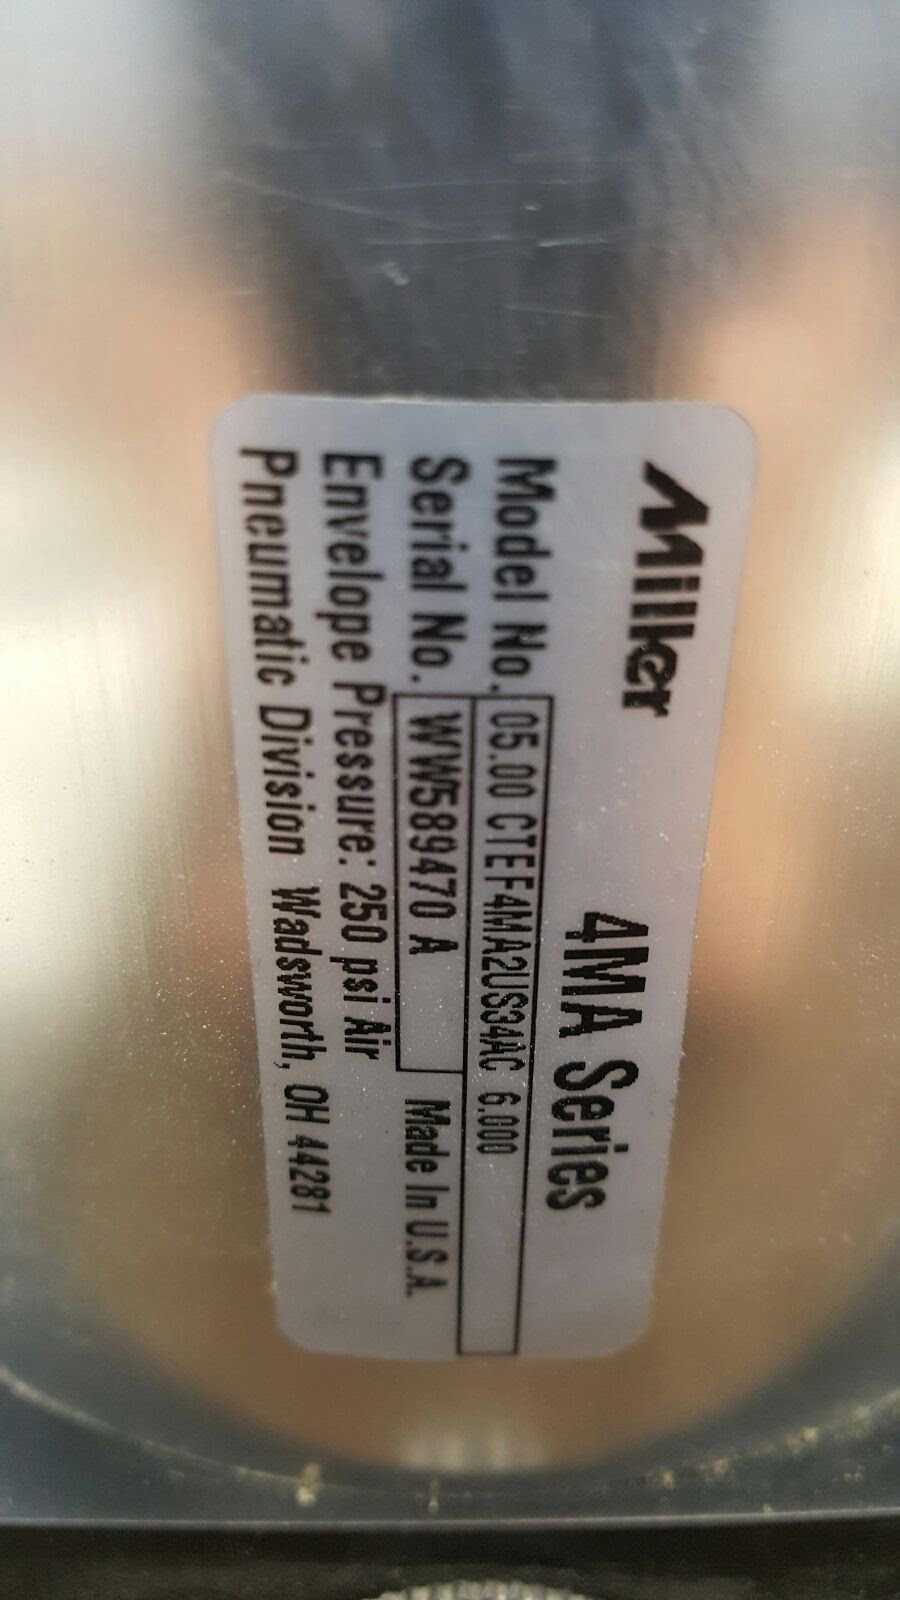 Miller
4MA Series
Model No. 05.00 CTEF4MA2US34AC 6.000
Serial No. WW589470 A Made In U.S.A.
Envelope Pressure: 250 psi Air
Pneumatic Division Wadsworth, OH 44281